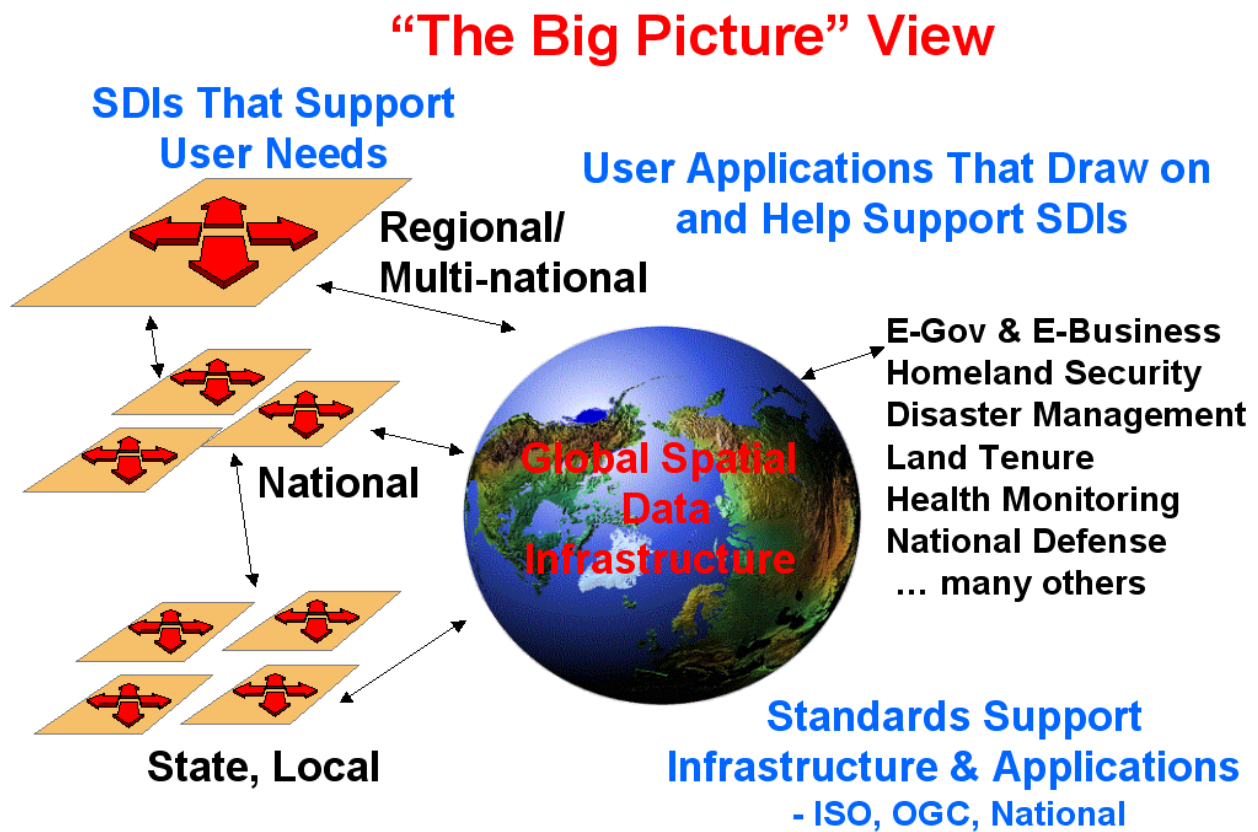 “The Big Picture” View
SDIs That Support
User Needs
User Applications That Draw on
and Help Support SDIs
Regional/
Multi-national
E-Gov & E-Business
Homeland Security
Disaster Management
Land Tenure
Health Monitoring
National Defense
... many others
Global Spatial
Data
Infrastructure
National
State, Local
Standards Support
Infrastructure & Applications
- ISO, OGC, National